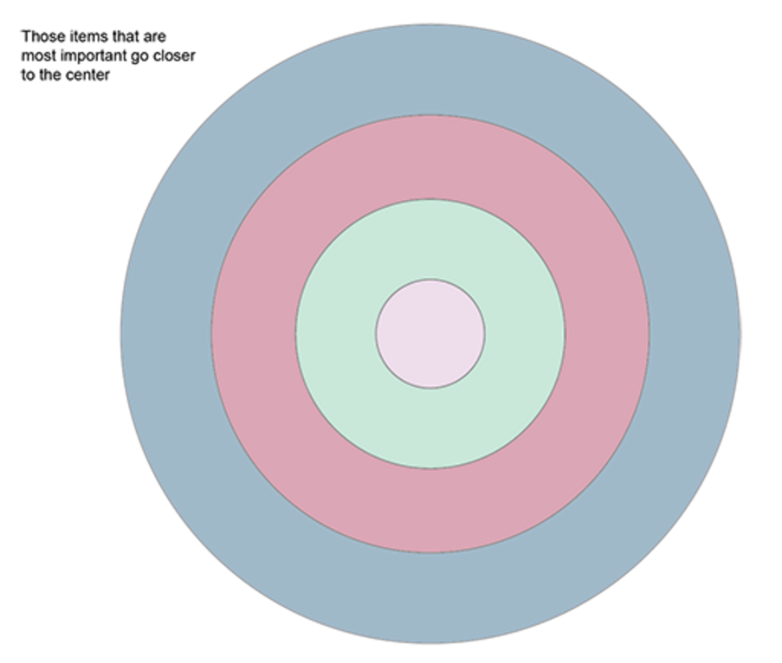 Those items that are
most important go closer
to the center